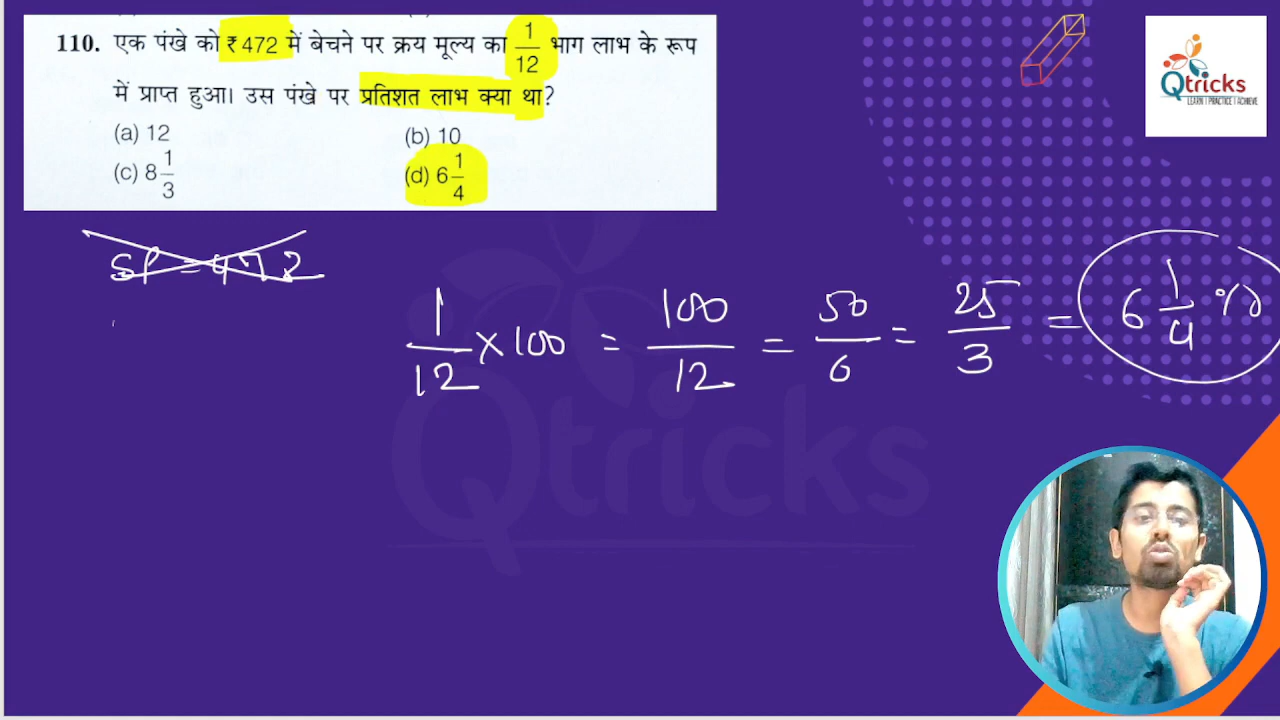 110. एक पंखे को ₹ 472 में बेचने पर क्रय मूल्य का 1/12 भाग लाभ के रूप
में प्राप्त हुआ। उस पंखे पर प्रतिशत लाभ क्या था?
(a) 12 (b) 10
(c) 8 1/3 (d) 6 1/4
Qtricks
LEARN | PRACTICE | ACHIEVE
SP = 472
1/12 × 100 = 100/12 = 50/6 = 25/3 = 6 1/4 %
Qtricks